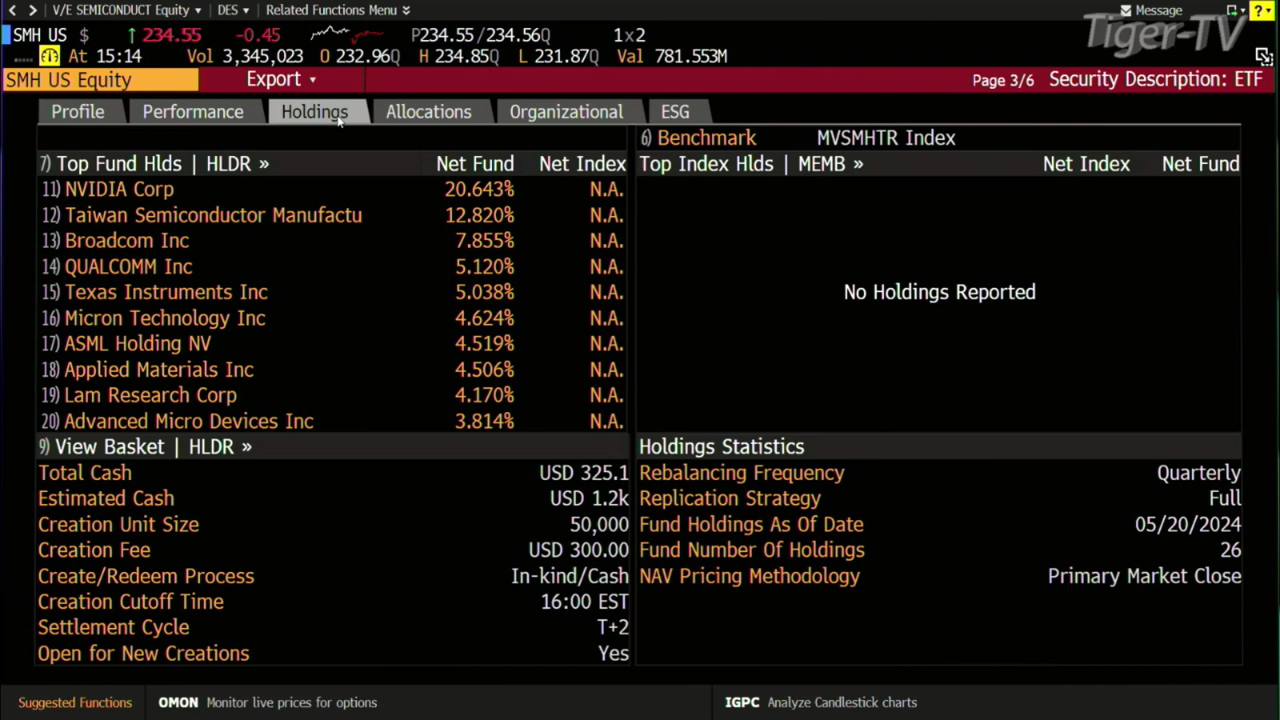 V/E SEMICONDUCT Equity DES Related Functions Menu Message ?
Tiger-TV
SMH US $ ↑ 234.55 -0.45 P234.55/234.56Q 1x2
At 15:14 Vol 3,345,023 O 232.96Q H 234.85Q L 231.87Q Val 781.553M
SMH US Equity Export Page 3/6 Security Description: ETF
Profile Performance Holdings Allocations Organizational ESG
6) Benchmark MVSMHTR Index
7) Top Fund Hlds | HLDR » Net Fund Net Index Top Index Hlds | MEMB » Net Index Net Fund
11) NVIDIA Corp 20.643% N.A.
12) Taiwan Semiconductor Manufactu 12.820% N.A.
13) Broadcom Inc 7.855% N.A.
14) QUALCOMM Inc 5.120% N.A.
15) Texas Instruments Inc 5.038% N.A. No Holdings Reported
16) Micron Technology Inc 4.624% N.A.
17) ASML Holding NV 4.519% N.A.
18) Applied Materials Inc 4.506% N.A.
19) Lam Research Corp 4.170% N.A.
20) Advanced Micro Devices Inc 3.814% N.A.
9) View Basket | HLDR » Holdings Statistics
Total Cash USD 325.1 Rebalancing Frequency Quarterly
Estimated Cash USD 1.2k Replication Strategy Full
Creation Unit Size 50,000 Fund Holdings As Of Date 05/20/2024
Creation Fee USD 300.00 Fund Number Of Holdings 26
Create/Redeem Process In-kind/Cash NAV Pricing Methodology Primary Market Close
Creation Cutoff Time 16:00 EST
Settlement Cycle T+2
Open for New Creations Yes
Suggested Functions OMON Monitor live prices for options IGPC Analyze Candlestick charts